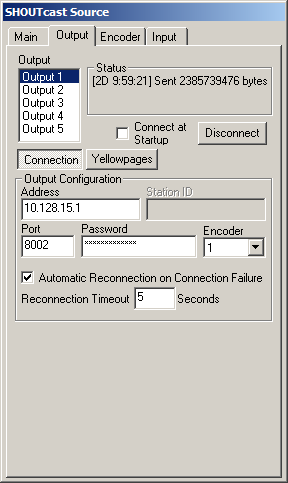 SHOUTcast Source
Main Output Encoder Input
Output
Output 1
Output 2
Output 3
Output 4
Output 5
Status
[2D 9:59:21] Sent 2385739476 bytes
Connect at
Startup
Disconnect
Connection Yellowpages
Output Configuration
Address Station ID
10.128.15.1
Port Password Encoder
8002 ************* 1
Automatic Reconnection on Connection Failure
Reconnection Timeout 5 Seconds